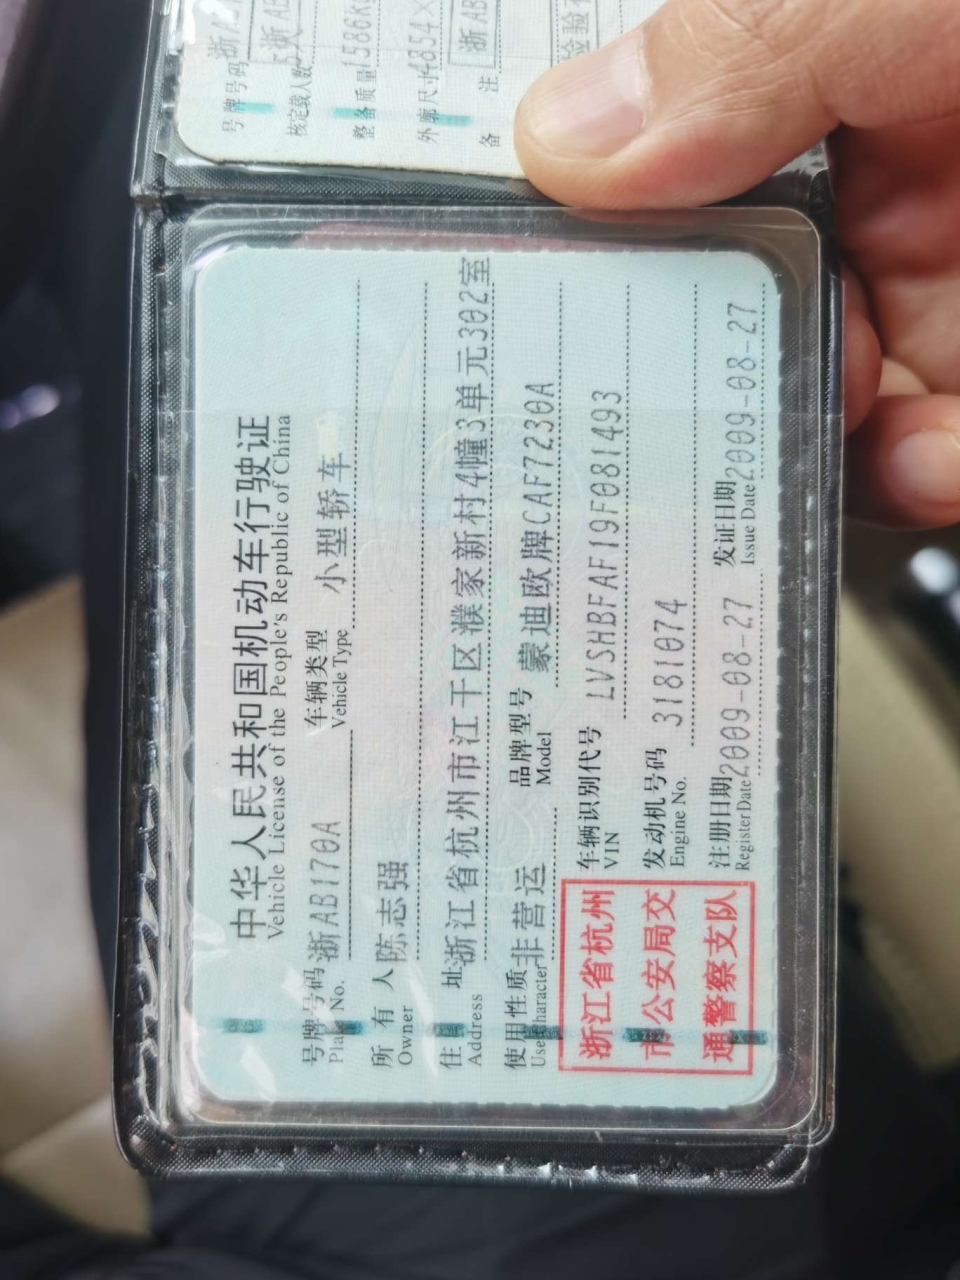 中华人民共和国机动车行驶证
Vehicle License of the People's Republic of China
号牌号码 浙AB170A 车辆类型 小型轿车
Plate No. Vehicle Type
所有人 陈志强
Owner
住址 浙江省杭州市江干区濮家新村4幢3单元302室
Address
使用性质 非营运 品牌型号 蒙迪欧牌CAF7230A
Use Character Model
浙江省杭州
市公安局交
通警察支队
车辆识别代号 LVSHBFAF19F081493
VIN
发动机号码 3181074
Engine No.
注册日期 2009-08-27 发证日期 2009-08-27
Register Date Issue Date
号牌号码 浙A
核定载人数 5人
整备质量 1586K
外廓尺寸 4854×
备注 浙AB